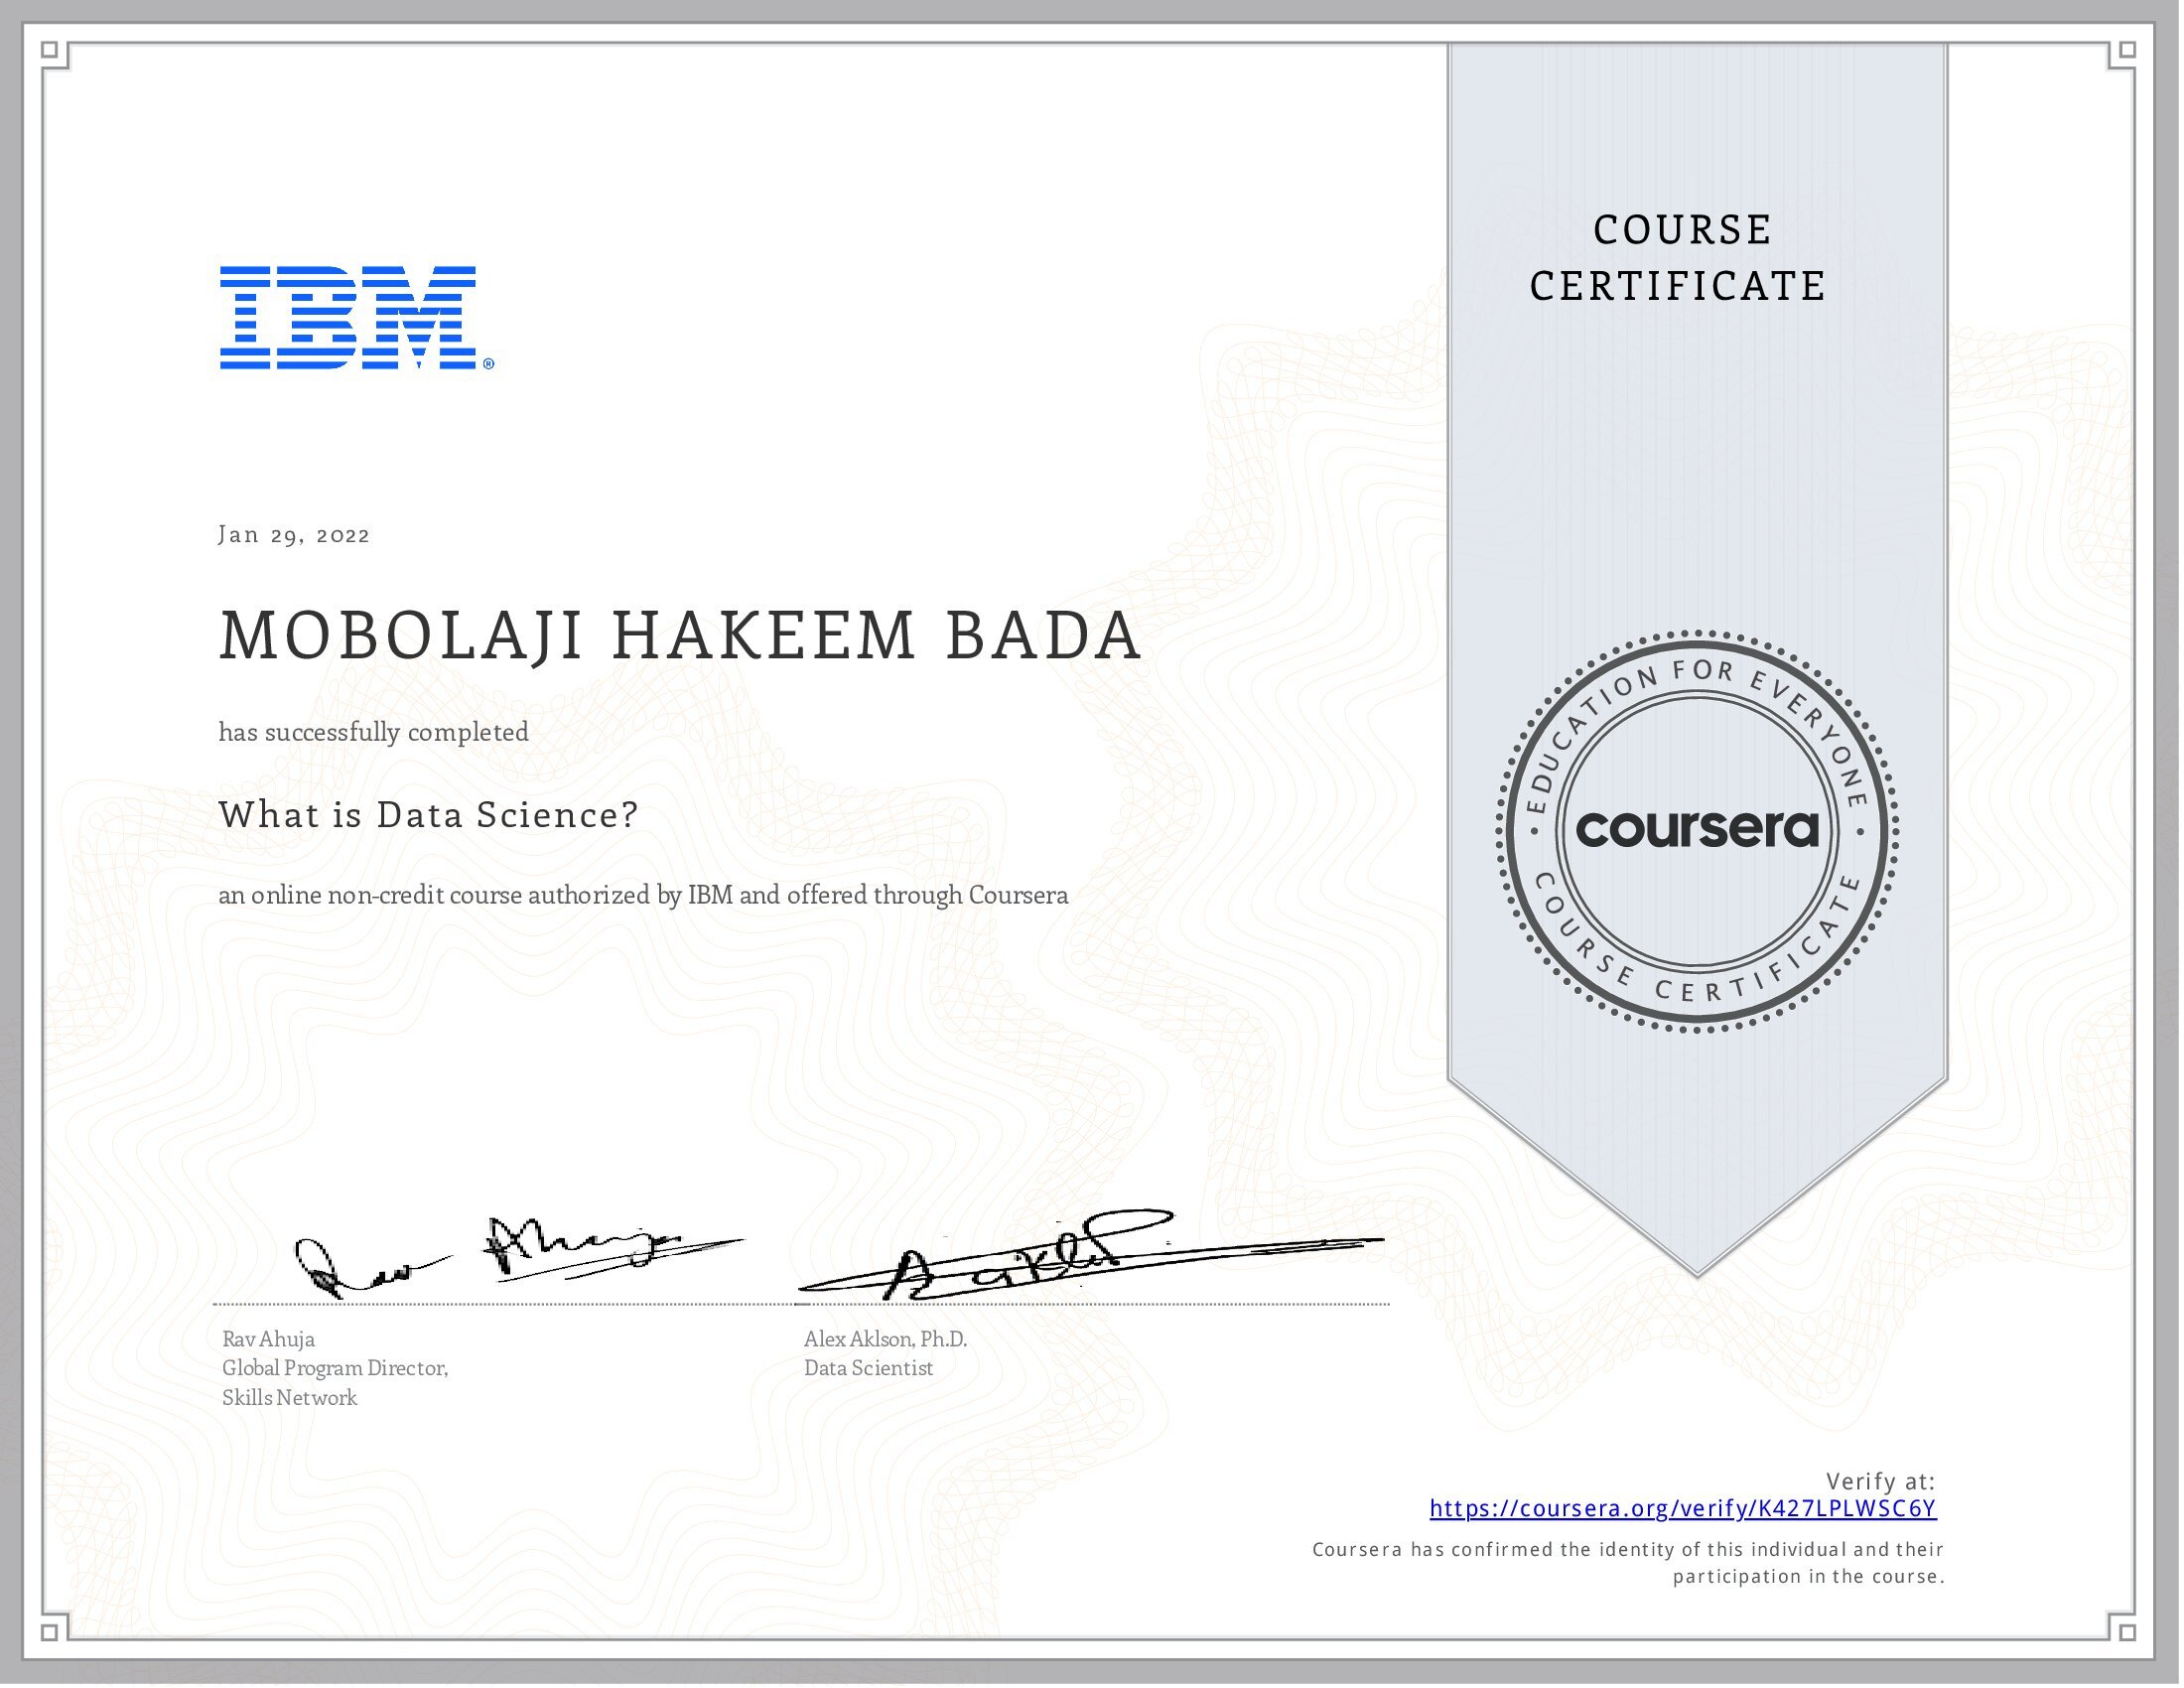 COURSE
CERTIFICATE
IBM®
Jan 29, 2022
MOBOLAJI HAKEEM BADA
has successfully completed
What is Data Science?
an online non-credit course authorized by IBM and offered through Coursera
EDUCATION FOR EVERYONE
coursera
COURSE CERTIFICATE
Rav Ahuja
Global Program Director,
Skills Network
Alex Aklson, Ph.D.
Data Scientist
Verify at:
https://coursera.org/verify/K427LPLWSC6Y
Coursera has confirmed the identity of this individual and their
participation in the course.